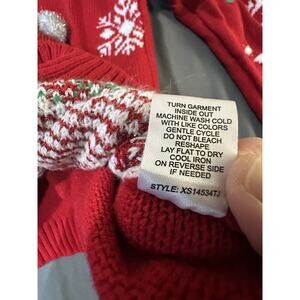 TURN GARMENT
INSIDE OUT
MACHINE WASH COLD
WITH LIKE COLORS
GENTLE CYCLE
DO NOT BLEACH
RESHAPE
LAY FLAT TO DRY
COOL IRON
ON REVERSE SIDE
IF NEEDED
STYLE: XS14534TJ